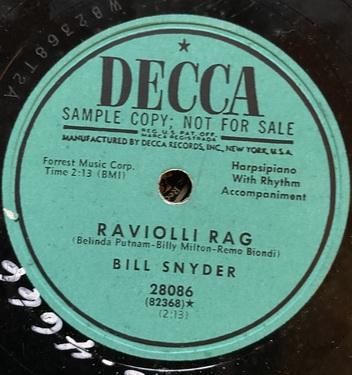 W 82368 T2A
★
DECCA
SAMPLE COPY; NOT FOR SALE
REG. U.S. PAT. OFF.
MARCA REGISTRADA
MANUFACTURED BY DECCA RECORDS, INC., NEW YORK, U.S.A.
Forrest Music Corp.
Time 2:13 (BMI)
Harpsipiano
With Rhythm
Accompaniment
RAVIOLLI RAG
(Belinda Putnam-Billy Milton-Remo Biondi)
BILL SNYDER
28086
(82368)★
(2:13)